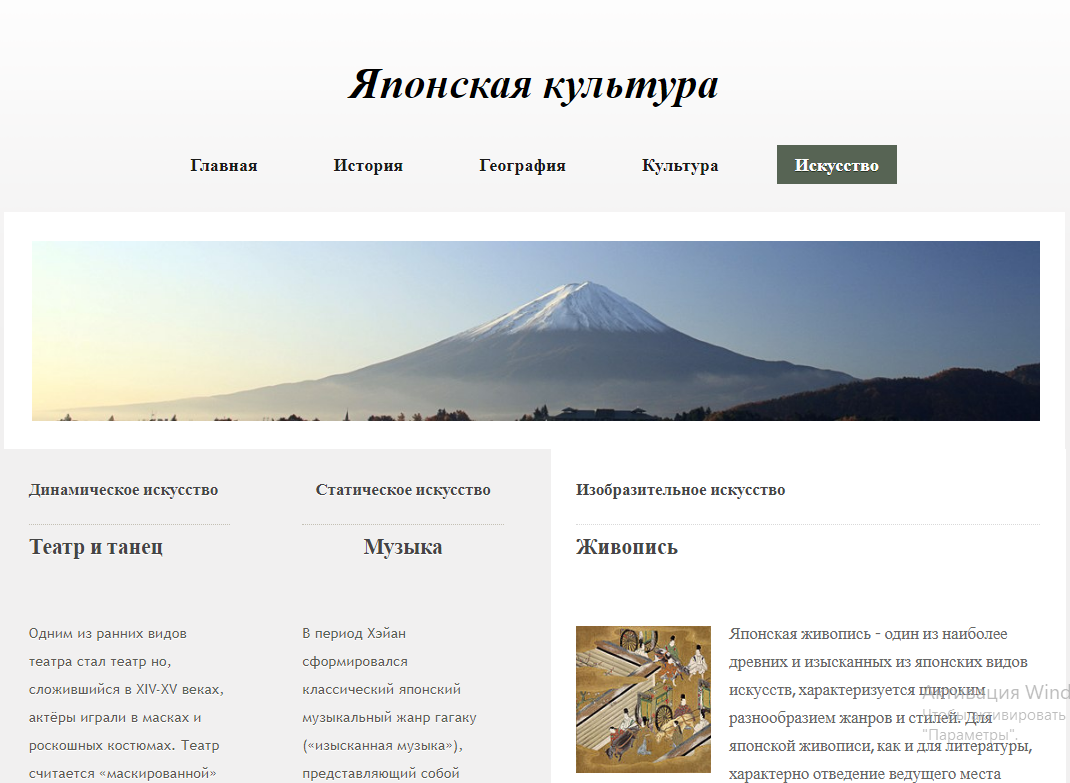 Японская культура
Главная История География Культура Искусство
Динамическое искусство
Театр и танец
Одним из ранних видов
театра стал театр но,
сложившийся в XIV-XV веках,
актёры играли в масках и
роскошных костюмах. Театр
считается «маскированной»
Статическое искусство
Музыка
В период Хэйан
сформировался
классический японский
музыкальный жанр гагаку
(«изысканная музыка»),
представляющий собой
Изобразительное искусство
Живопись
Японская живопись - один из наиболее
древних и изысканных из японских видов
искусств, характеризуется широким
разнообразием жанров и стилей. Для
японской живописи, как и для литературы,
характерно отведение ведущего места
Активация Wind
Чтобы активировать
"Параметры".